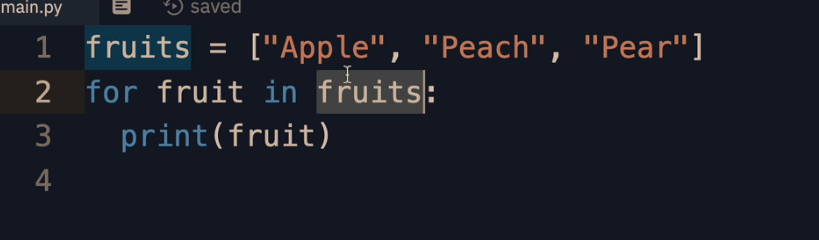 main.py saved
1 fruits = ["Apple", "Peach", "Pear"]
2 for fruit in fruits:
3   print(fruit)
4